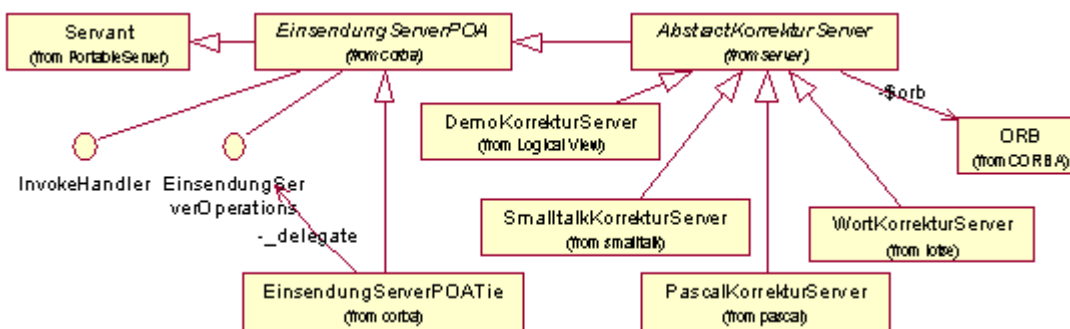 Servant
(from PortableServer)
EinsendungServerPOA
(from corba)
AbstractKorrekturServer
(from server)
-$orb
DemoKorrekturServer
(from Logical View)
ORB
(from CORBA)
InvokeHandler
EinsendungSer
verOperations
SmalltalkKorrekturServer
(from smalltalk)
WortKorrekturServer
(from lotse)
-_delegate
EinsendungServerPOATie
(from corba)
PascalKorrekturServer
(from pascal)